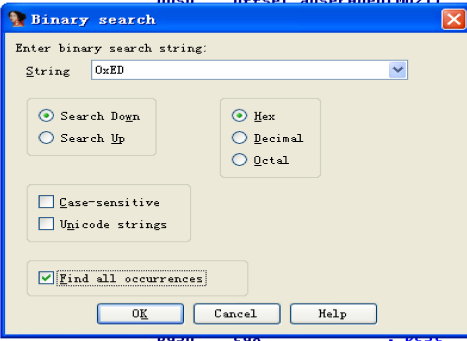 Binary search
Enter binary search string:
String 0xED
Search Down
Search Up
Hex
Decimal
Octal
Case-sensitive
Unicode strings
Find all occurrences
OK Cancel Help